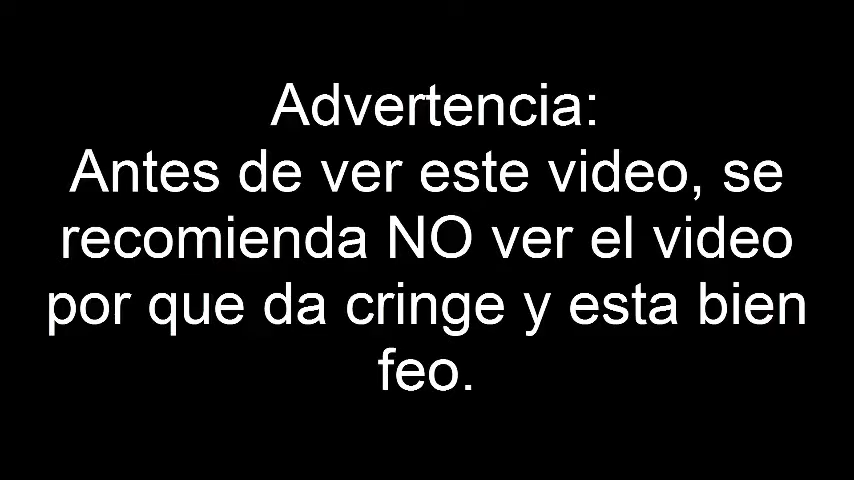 Advertencia:
Antes de ver este video, se
recomienda NO ver el video
por que da cringe y esta bien
feo.